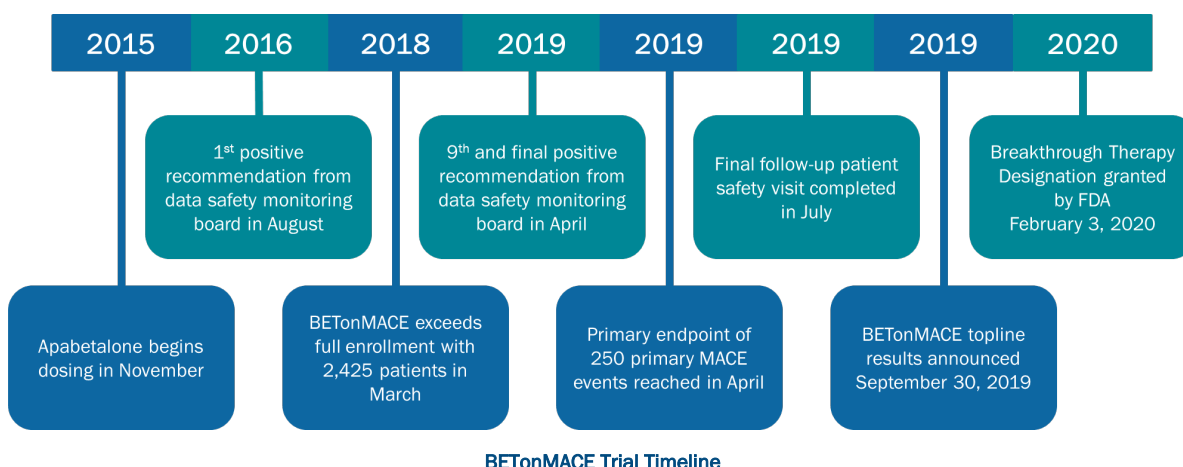 2015
2016
2018
2019
2019
2019
2019
2020
1st positive
recommendation from
data safety monitoring
board in August
9th and final positive
recommendation from
data safety monitoring
board in April
Final follow-up patient
safety visit completed
in July
Breakthrough Therapy
Designation granted
by FDA
February 3, 2020
Apabetalone begins
dosing in November
BETonMACE exceeds
full enrollment with
2,425 patients in
March
Primary endpoint of
250 primary MACE
events reached in April
BETonMACE topline
results announced
September 30, 2019
BETonMACE Trial Timeline